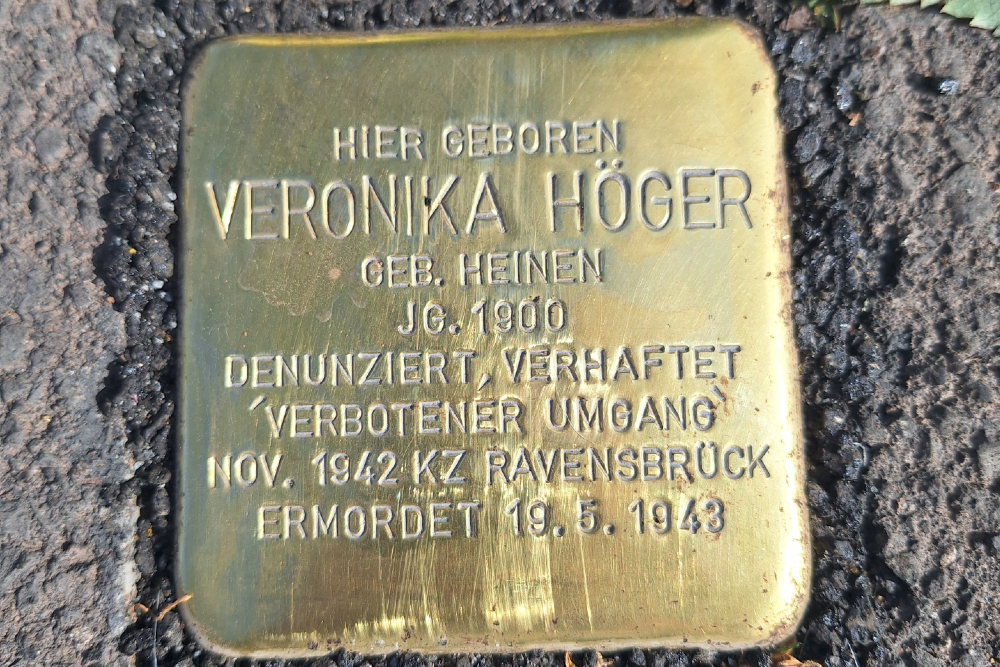 HIER GEBOREN
VERONIKA HÖGER
GEB. HEINEN
JG. 1900
DENUNZIERT, VERHAFTET
'VERBOTENER UMGANG'
NOV. 1942 KZ RAVENSBRÜCK
ERMORDET 19. 5. 1943